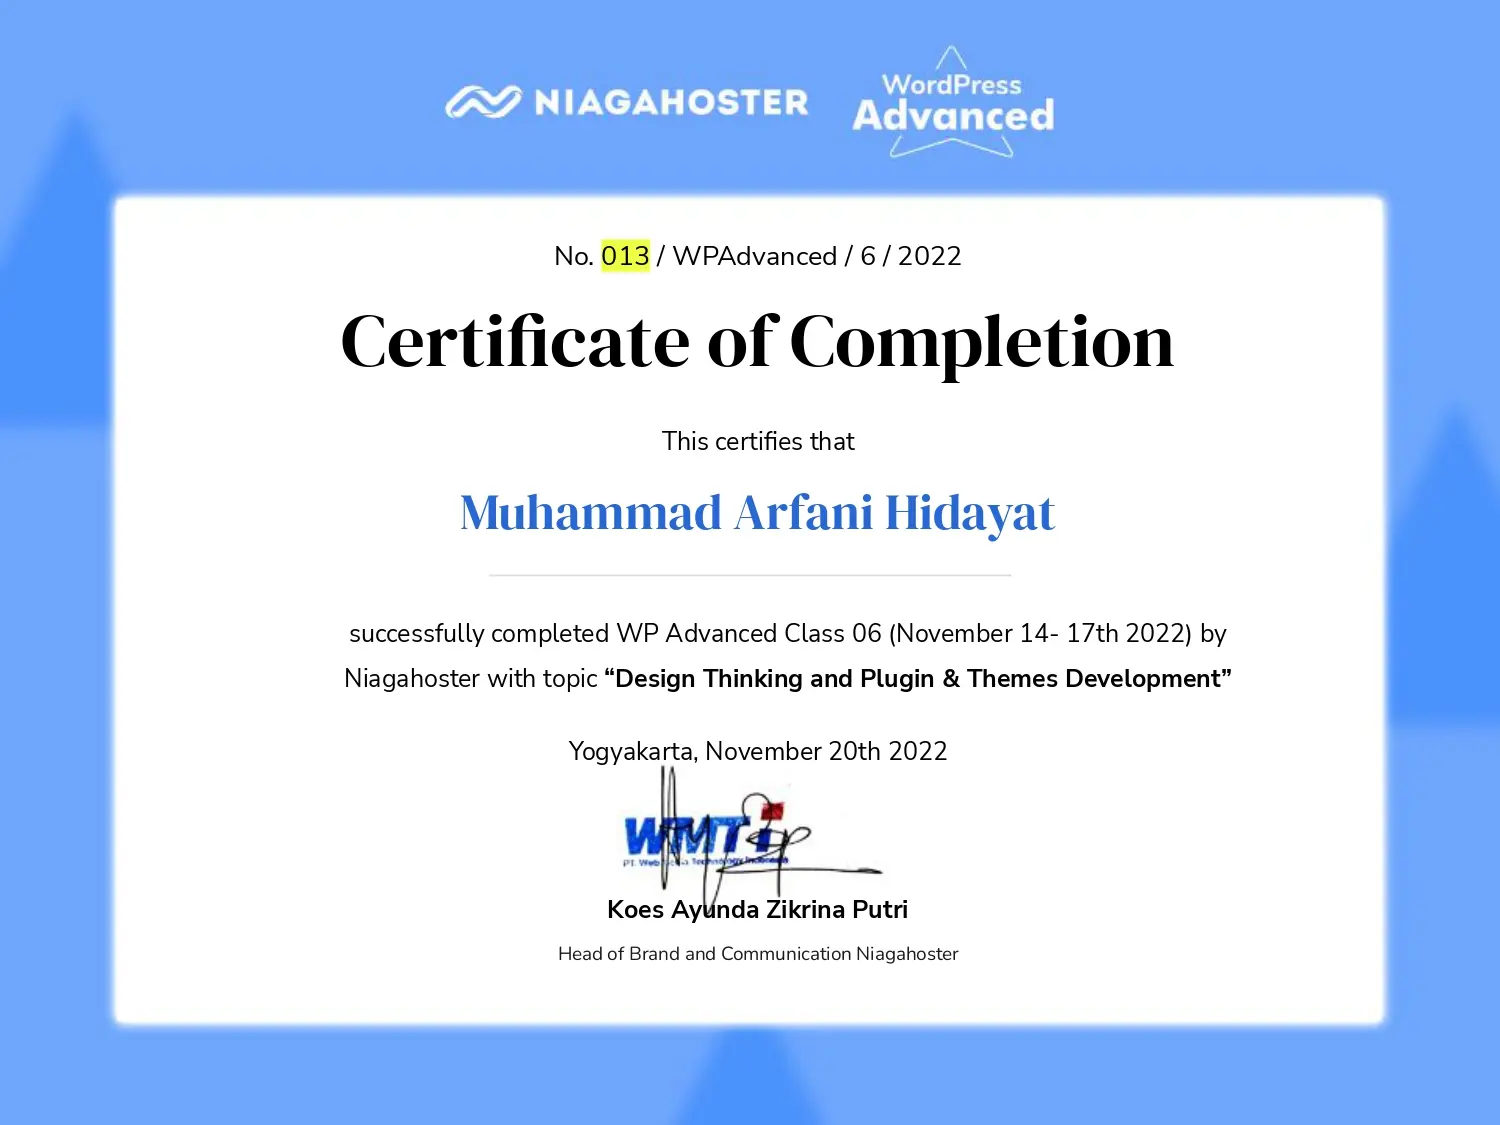 NIAGAHOSTER
WordPress
Advanced
No. 013 / WPAdvanced / 6 / 2022
Certificate of Completion
This certifies that
Muhammad Arfani Hidayat
successfully completed WP Advanced Class 06 (November 14- 17th 2022) by
Niagahoster with topic “Design Thinking and Plugin & Themes Development”
Yogyakarta, November 20th 2022
WMTi
PT. Web Technology Indonesia
Koes Ayunda Zikrina Putri
Head of Brand and Communication Niagahoster